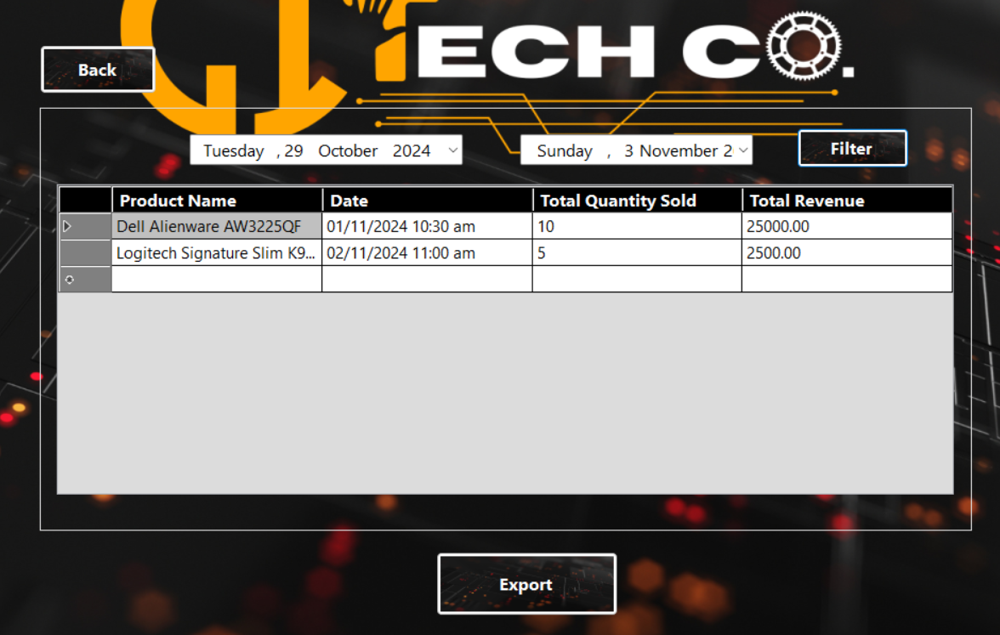 TECH CO.
Back
Tuesday , 29 October 2024
Sunday , 3 November 2
Filter
Product Name Date Total Quantity Sold Total Revenue
Dell Alienware AW3225QF 01/11/2024 10:30 am 10 25000.00
Logitech Signature Slim K9... 02/11/2024 11:00 am 5 2500.00
Export